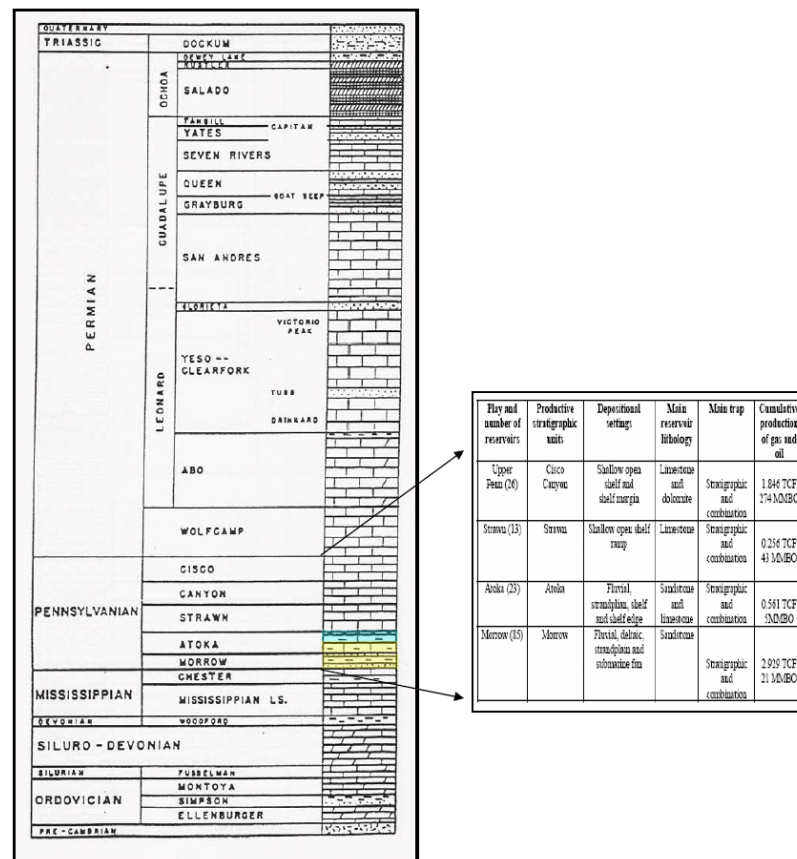 QUATERNARY
TRIASSIC
DOCKUM
DEWEY LAKE
RUSTLER
OCHOA
SALADO
TANSILL
CAPITAN
YATES
SEVEN RIVERS
QUEEN
GOAT SEEP
GRAYBURG
GUADALUPE
SAN ANDRES
PERMIAN
GLORIETA
VICTORIO
PEAK
YESO --
CLEARFORK
TUBB
DRINKARD
LEONARD
ABO
WOLFCAMP
CISCO
CANYON
PENNSYLVANIAN
STRAWN
ATOKA
MORROW
CHESTER
MISSISSIPPIAN
MISSISSIPPIAN LS.
DEVONIAN
WOODFORD
SILURO - DEVONIAN
SILURIAN
FUSSELMAN
MONTOYA
ORDOVICIAN
SIMPSON
ELLENBURGER
PRE - CAMBRIAN
Play and
number of
reservoirs
Productive
stratigraphic
units
Depositional
settings
Main
reservoir
lithology
Main trap
Cumulative
production
of gas and
oil
Upper
Penn (26)
Cisco
Canyon
Shallow open
shelf and
shelf margin
Limestone
and
dolomite
Stratigraphic
and
combination
1.846 TCF
274 MMBO
Strawn (13)
Strawn
Shallow open shelf
ramp
Limestone
Stratigraphic
and
combination
0.256 TCF
43 MMBO
Atoka (23)
Atoka
Fluvial,
strandplian, shelf
and shelf edge
Sandstone
and
limestone
Stratigraphic
and
combination
0.561 TCF
5MMBO
Morrow (85)
Morrow
Fluvial, deltaic,
strandplain and
submarine fan
Sandstone
Stratigraphic
and
combination
2.929 TCF
21 MMBO